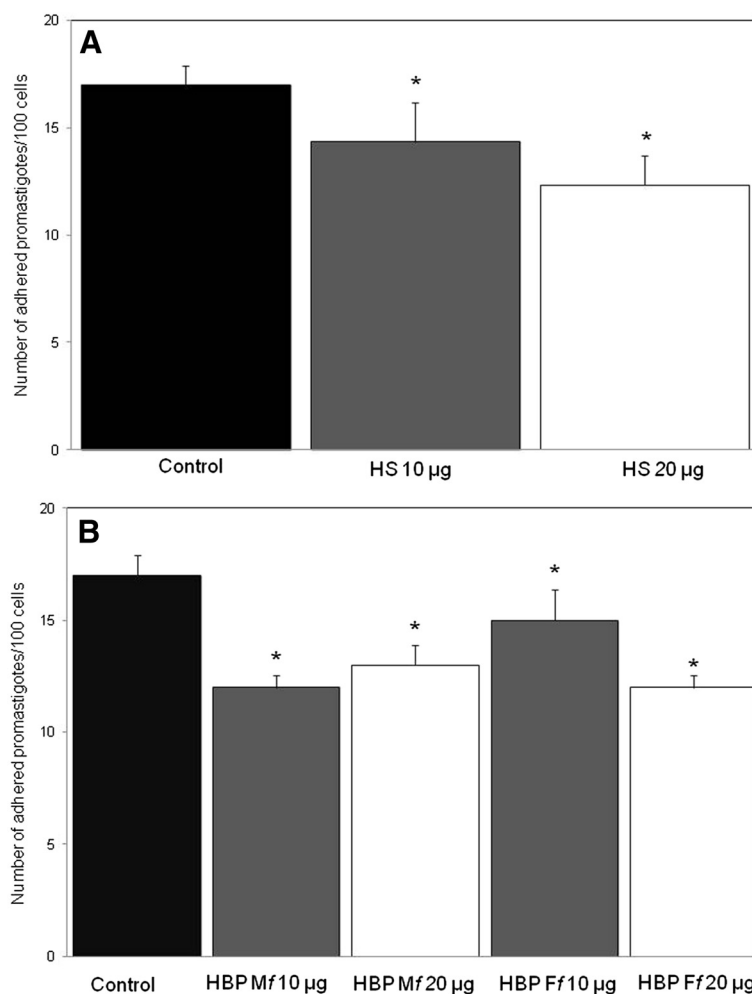 A
Number of adhered promastigotes/100 cells
20
15
10
5
0
*
*
Control HS 10 µg HS 20 µg
B
Number of adhered promastigotes/100 cells
20
15
10
5
0
*
*
*
*
Control HBP Mf 10 µg HBP Mf 20 µg HBP Ff 10 µg HBP Ff 20 µg